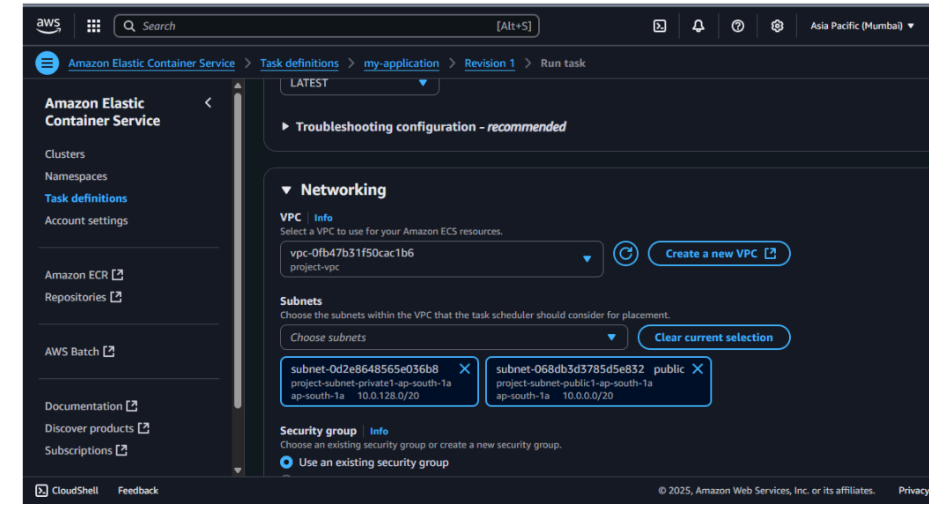 aws
Search [Alt+S]
Asia Pacific (Mumbai)
Amazon Elastic Container Service > Task definitions > my-application > Revision 1 > Run task
Amazon Elastic
Container Service
Clusters
Namespaces
Task definitions
Account settings
Amazon ECR
Repositories
AWS Batch
Documentation
Discover products
Subscriptions
LATEST
Troubleshooting configuration - recommended
Networking
VPC | Info
Select a VPC to use for your Amazon ECS resources.
vpc-0fb47b31f50cac1b6
project-vpc
Create a new VPC
Subnets
Choose the subnets within the VPC that the task scheduler should consider for placement.
Choose subnets
Clear current selection
subnet-0d2e8648565e036b8
project-subnet-private1-ap-south-1a
ap-south-1a 10.0.128.0/20
subnet-068db3d3785d5e832 public
project-subnet-public1-ap-south-1a
ap-south-1a 10.0.0.0/20
Security group | Info
Choose an existing security group or create a new security group.
Use an existing security group
CloudShell Feedback
© 2025, Amazon Web Services, Inc. or its affiliates. Privacy